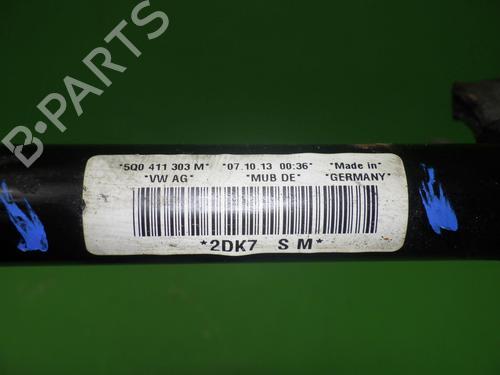 B-PARTS
*5Q0 411 303 M* *07.10.13 00:36* *Made in*
*VW AG* *MUB DE* *GERMANY*
*2DK7 S M*